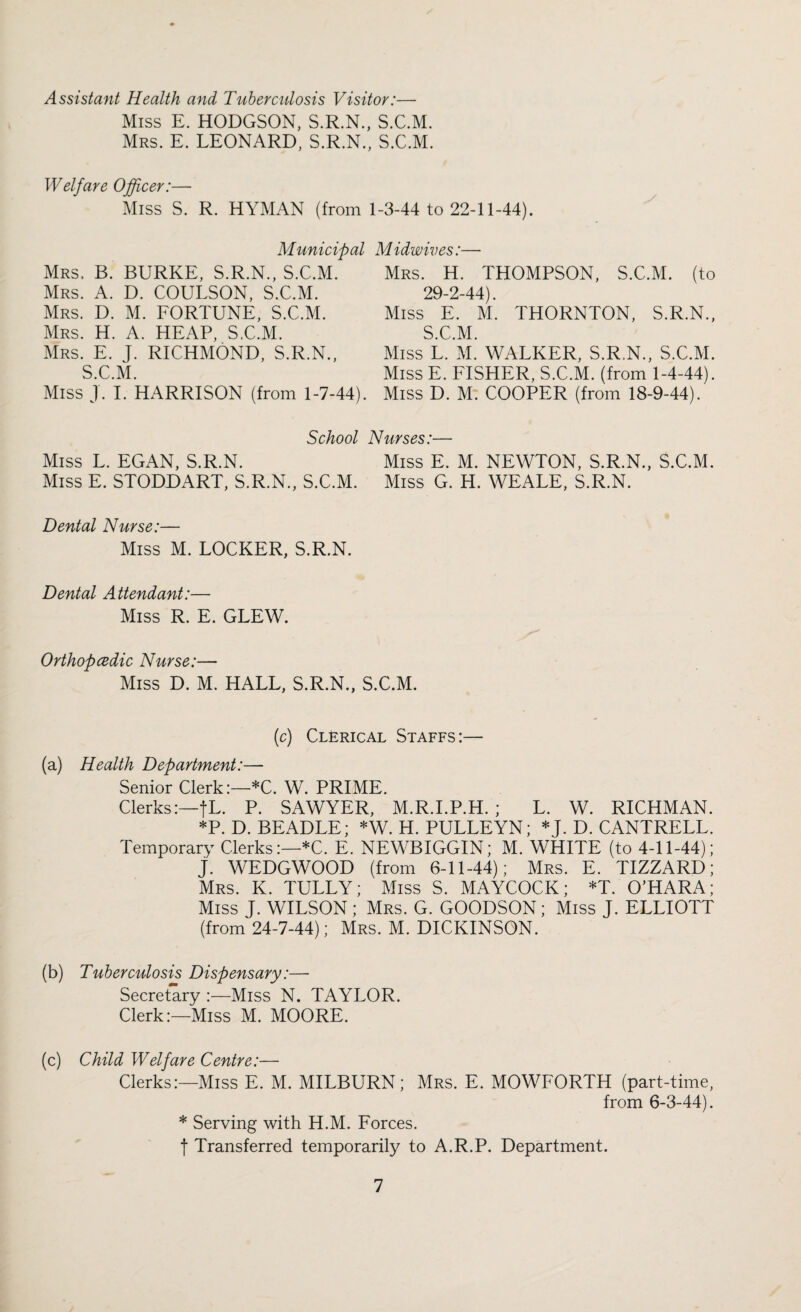 Assistant Health and Tuberculosis Visitor:—
Miss E. HODGSON, S.R.N., S.C.M.
Mrs. E. LEONARD, S.R.N., S.C.M.
Welfare Officer:—
Miss S. R. HYMAN (from 1-3-44 to 22-11-44).
Municipal Midwives:—
Mrs. B. BURKE, S.R.N., S.C.M.
Mrs. A. D. COULSON, S.C.M.
Mrs. D. M. FORTUNE, S.C.M.
Mrs. H. A. HEAP, S.C.M.
Mrs. E. J. RICHMOND, S.R.N.,
S.C.M.
Miss J. I. HARRISON (from 1-7-44).
Mrs. H. THOMPSON, S.C.M. (to
29-2-44).
Miss E. M. THORNTON, S.R.N.,
S.C.M.
Miss L. M. WALKER, S.R.N., S.C.M.
Miss E. FISHER, S.C.M. (from 1-4-44).
Miss D. M. COOPER (from 18-9-44).
School Nurses:—
Miss L. EGAN, S.R.N.
Miss E. STODDART, S.R.N., S.C.M.
Miss E. M. NEWTON, S.R.N., S.C.M.
Miss G. H. WEALE, S.R.N.
Dental Nurse:—
Miss M. LOCKER, S.R.N.
Dental Attendant:—
Miss R. E. GLEW.
Orthopædic Nurse:—
Miss D. M. HALL, S.R.N., S.C.M.
(c) Clerical Staffs:—
(a) Health Department:—
Senior Clerk:—*C. W. PRIME.
Clerks:—†L. P. SAWYER, M.R.I.P.H. ; L. W. RICHMAN.
*P. D. BEADLE; *W. H. PULLEYN; *J. D. CANTRELL.
Temporary Clerks:—*C. E. NEWBIGGIN; M. WHITE (to 4-11-44);
J. WEDGWOOD (from 6-11-44); Mrs. E. TIZZARD;
Mrs. K. TULLY; Miss S. MAYCOCK; *T. O'HARA;
Miss J. WILSON; Mrs. G. GOODSON; Miss J. ELLIOTT
(from 24-7-44); Mrs. M. DICKINSON.
(b) Tuberculosis Dispensary:—
Secretary :—Miss N. TAYLOR.
Clerk:—Miss M. MOORE.
(c) Child Welfare Centre:—
Clerks:—Miss E. M. MILBURN; Mrs. E. MOWFORTH (part-time,
from 6-3-44).
* Serving with H.M. Forces.
† Transferred temporarily to A.R.P. Department.
7